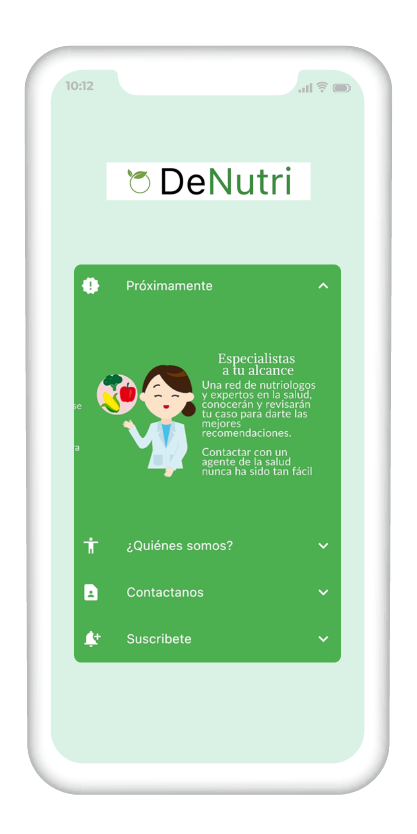 10:12
DeNutri
Próximamente
Especialistas
a tu alcance
Una red de nutriologos
y expertos en la salud,
conocerán y revisarán
tu caso para darte las
mejores
recomendaciones.
se
ra
Contactar con un
agente de la salud
nunca ha sido tan fácil
¿Quiénes somos?
Contactanos
Suscribete